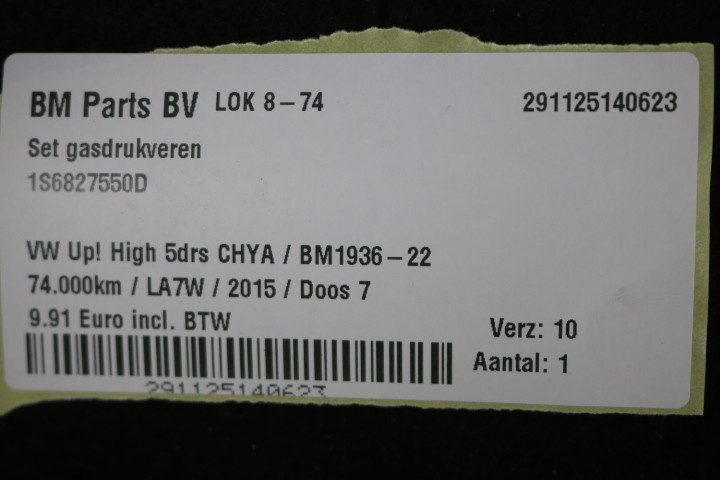 BM Parts BV LOK 8-74 291125140623
Set gasdrukveren
1S6827550D
VW Up! High 5drs CHYA / BM1936-22
74.000km / LA7W / 2015 / Doos 7
9.91 Euro incl. BTW
Verz: 10
Aantal: 1
291125140623